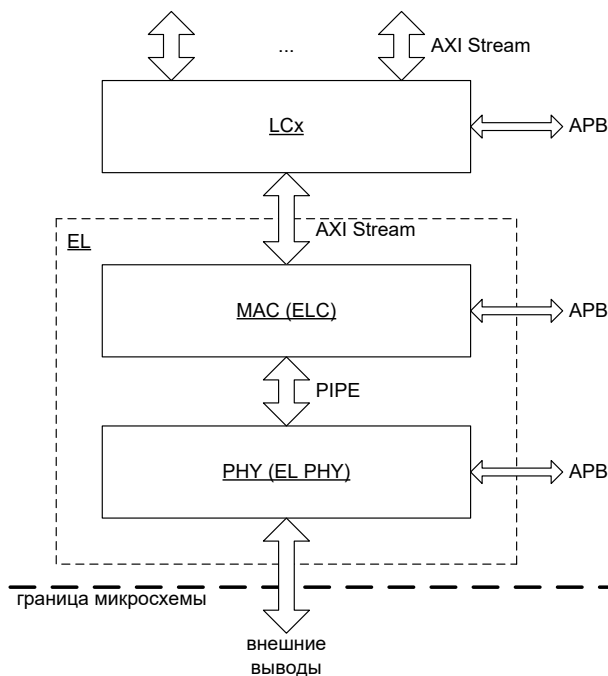 ... AXI Stream
LCx
APB
AXI Stream
EL
MAC (ELC)
APB
PIPE
PHY (EL PHY)
APB
граница микросхемы
внешние
выводы